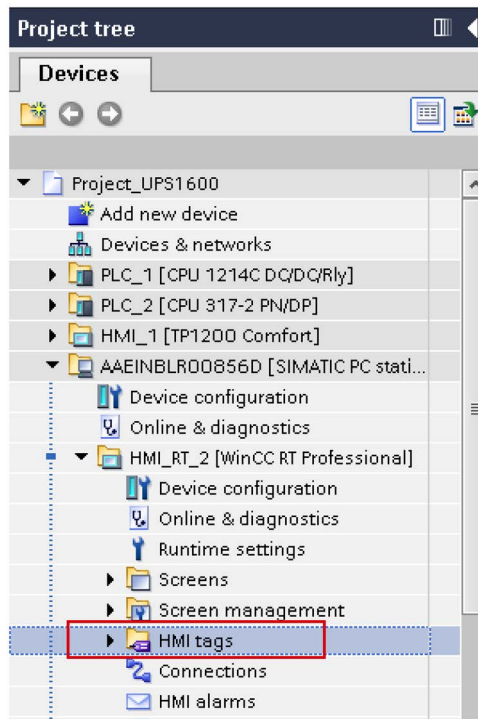 Project tree
Devices
Project_UPS1600
Add new device
Devices & networks
PLC_1 [CPU 1214C DC/DC/Rly]
PLC_2 [CPU 317-2 PN/DP]
HMI_1 [TP1200 Comfort]
AAEINBLR00856D [SIMATIC PC stati...
Device configuration
Online & diagnostics
HMI_RT_2 [WinCC RT Professional]
Device configuration
Online & diagnostics
Runtime settings
Screens
Screen management
HMI tags
Connections
HMI alarms